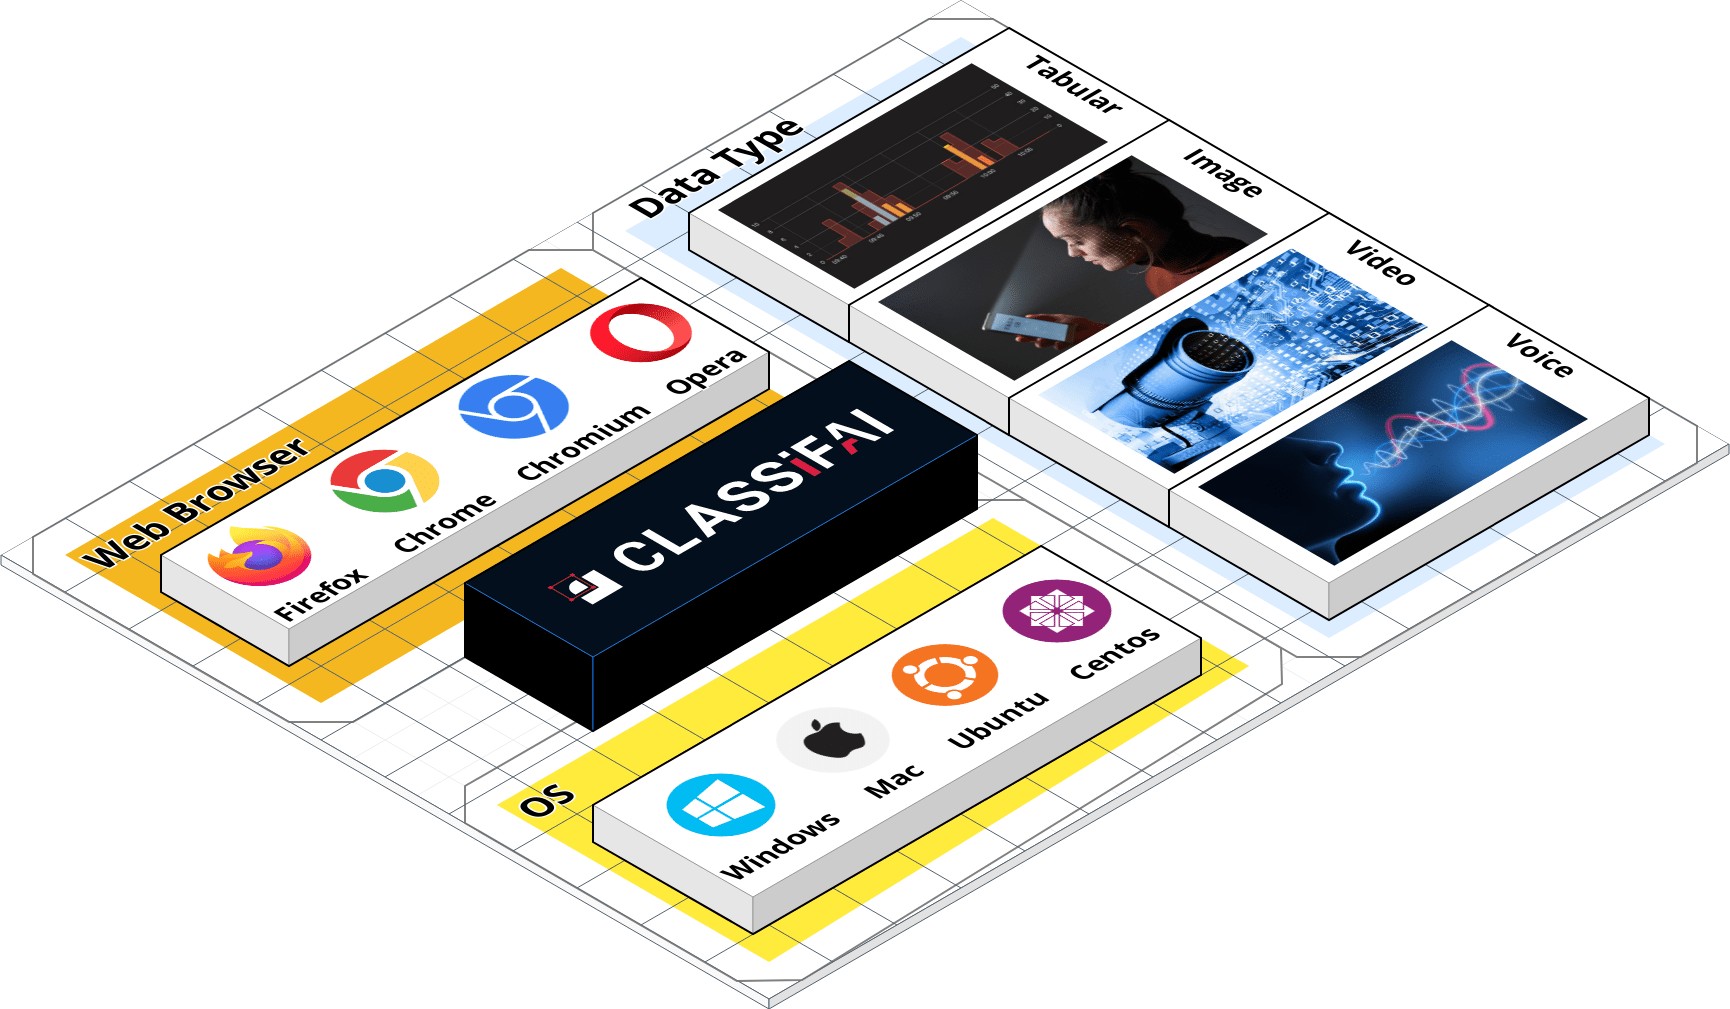 Data Type
Tabular
Image
Video
Voice
Web Browser
Firefox
Chrome
Chromium
Opera
CLASSiFAI
OS
Windows
Mac
Ubuntu
Centos